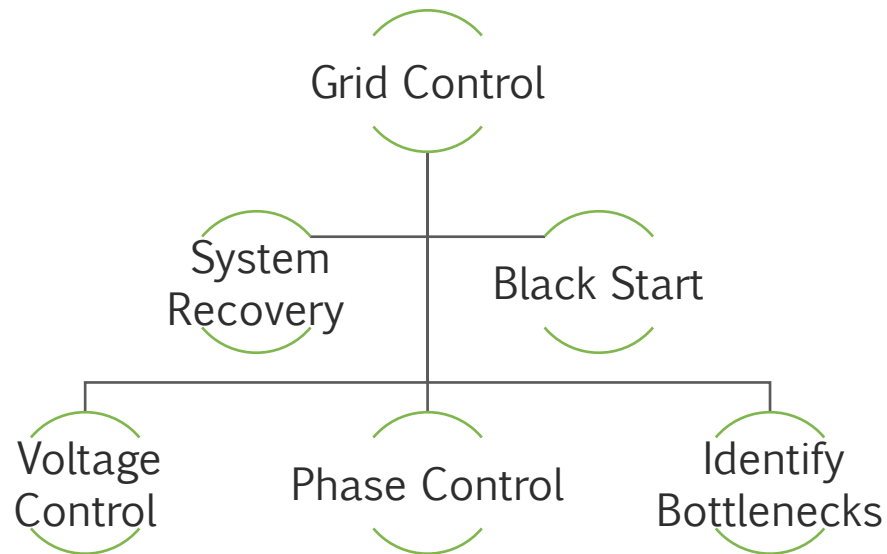 Grid Control
System
Recovery
Black Start
Voltage
Control
Phase Control
Identify
Bottlenecks